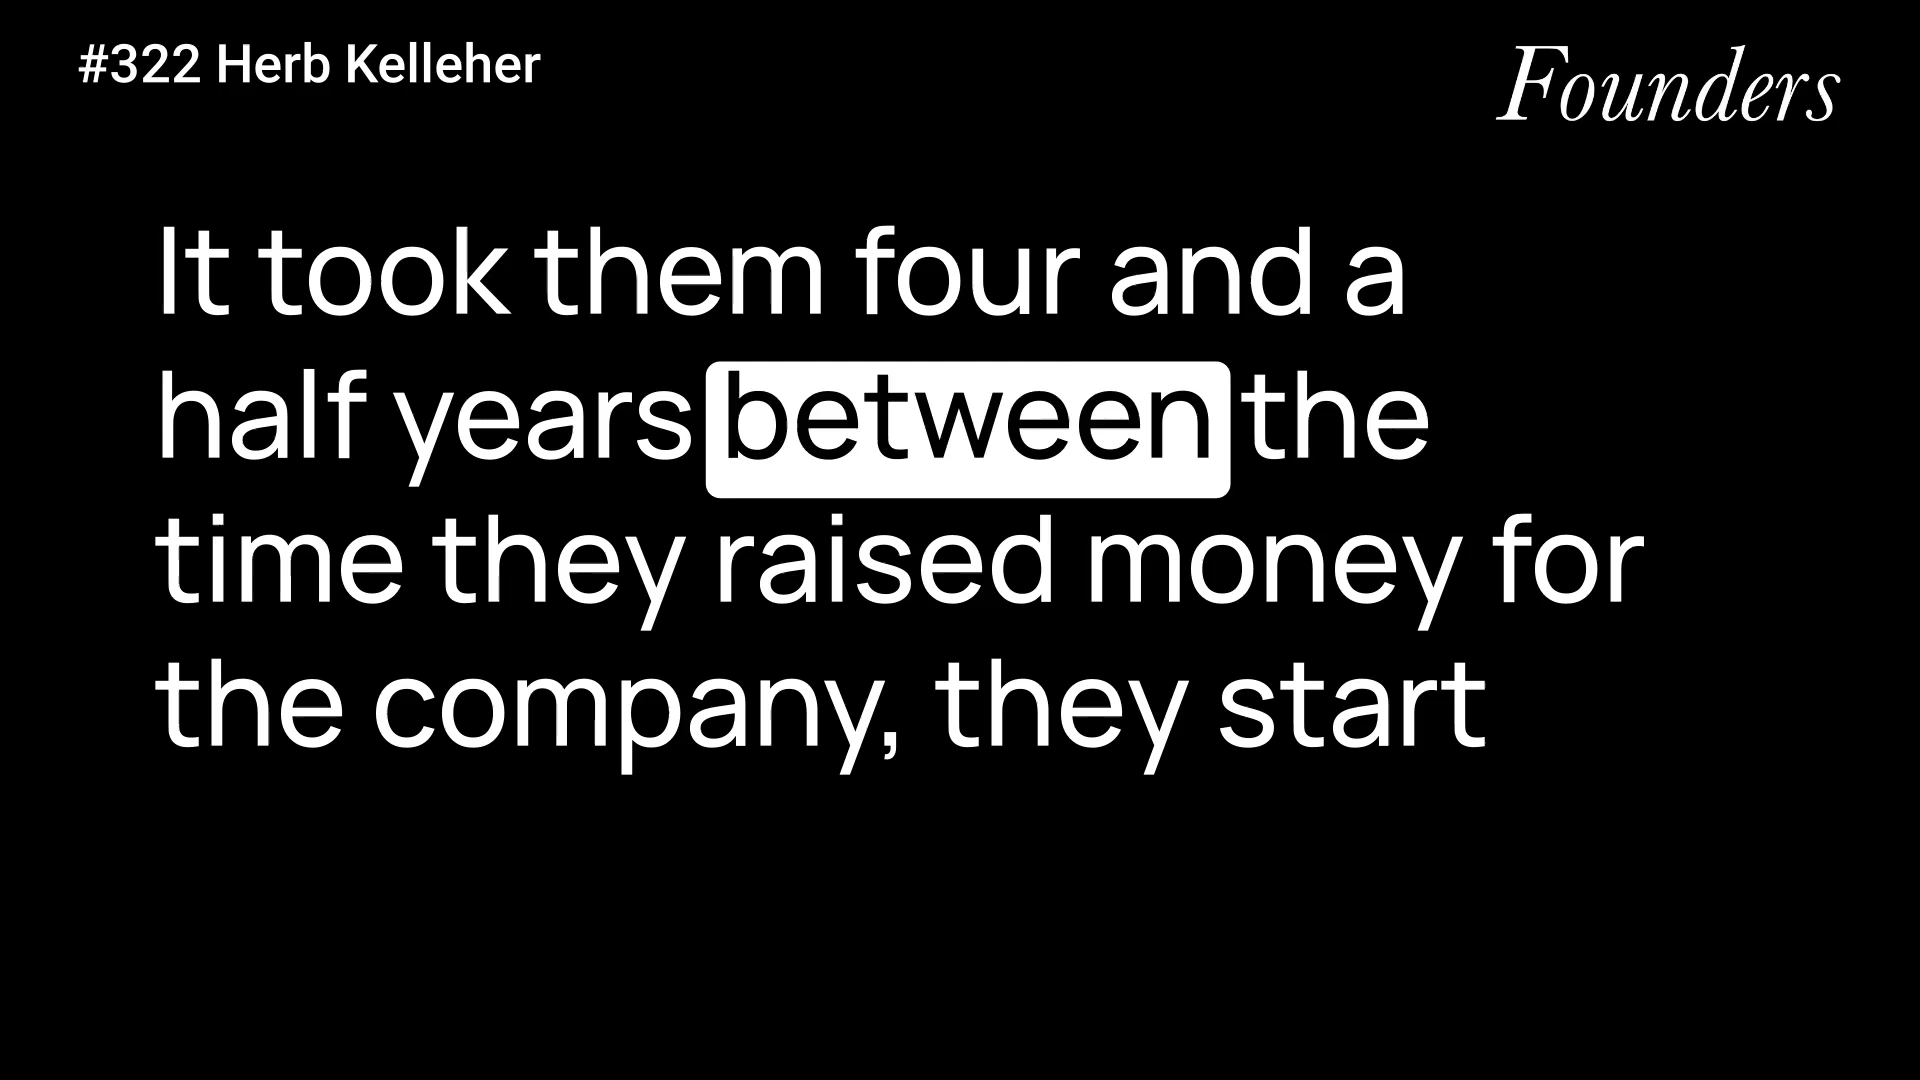 #322 Herb Kelleher
Founders
It took them four and a
half years between the
time they raised money for
the company, they start